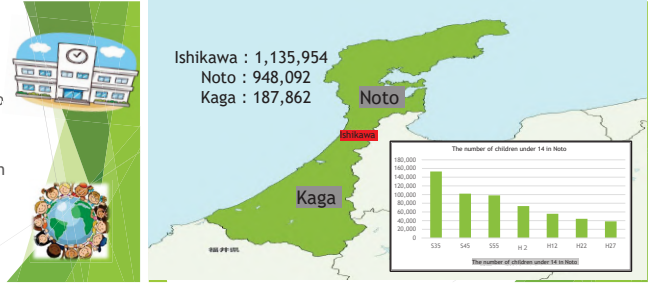 Ishikawa : 1,135,954
Noto : 948,092
Kaga : 187,862
Noto
Ishikawa
Kaga
The number of children under 14 in Noto
180,000
160,000
140,000
120,000
100,000
80,000
60,000
40,000
20,000
0
S35 S45 S55 H 2 H12 H22 H27
The number of children under 14 in Noto
n